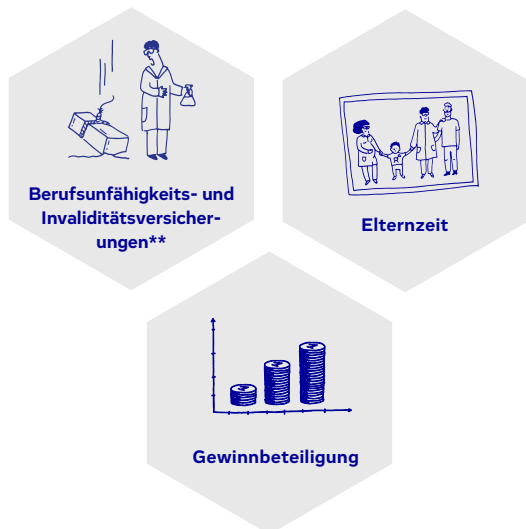 Berufsunfähigkeits- und
Invaliditätsversicher-
ungen**
Elternzeit
Gewinnbeteiligung